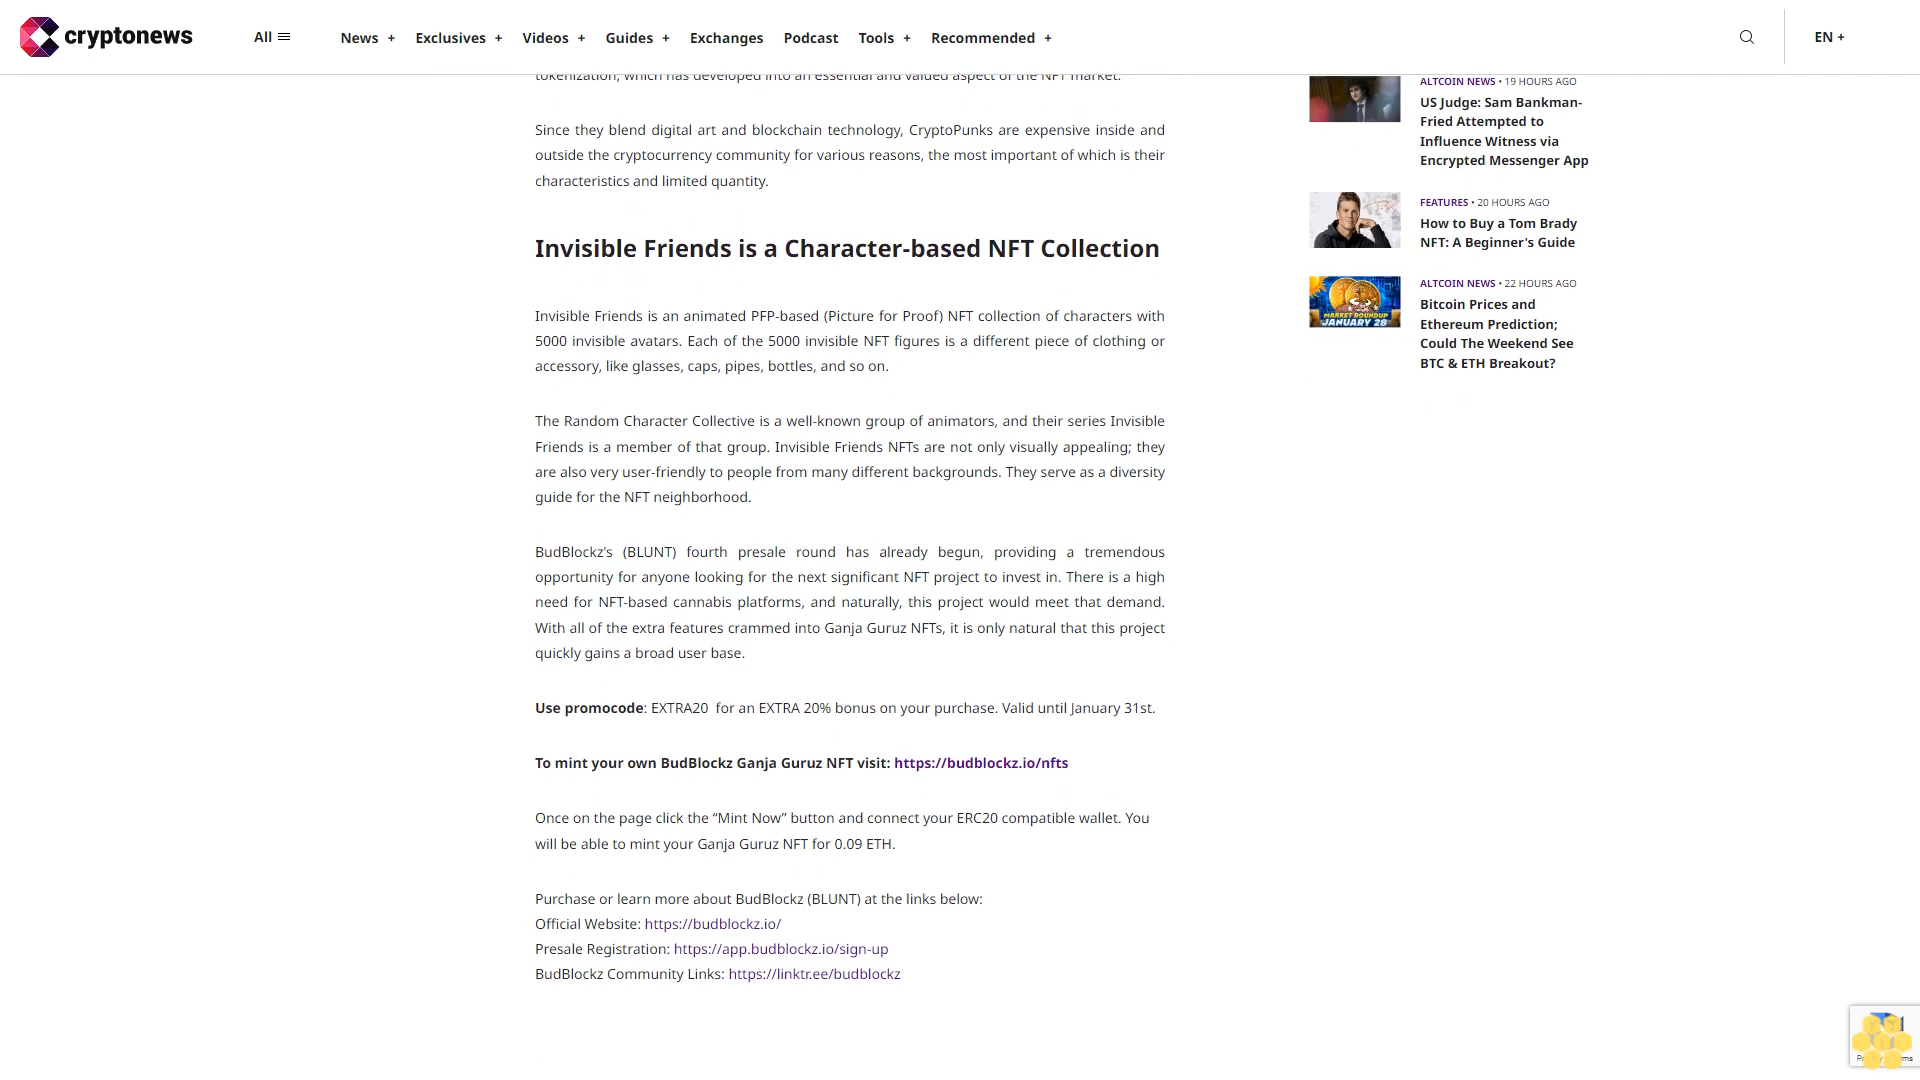 cryptonews
All
News +
Exclusives +
Videos +
Guides +
Exchanges
Podcast
Tools +
Recommended +
EN +
tokenization, which has developed into an essential and valued aspect of the NFT market.
Since they blend digital art and blockchain technology, CryptoPunks are expensive inside and
outside the cryptocurrency community for various reasons, the most important of which is their
characteristics and limited quantity.
Invisible Friends is a Character-based NFT Collection
Invisible Friends is an animated PFP-based (Picture for Proof) NFT collection of characters with
5000 invisible avatars. Each of the 5000 invisible NFT figures is a different piece of clothing or
accessory, like glasses, caps, pipes, bottles, and so on.
The Random Character Collective is a well-known group of animators, and their series Invisible
Friends is a member of that group. Invisible Friends NFTs are not only visually appealing; they
are also very user-friendly to people from many different backgrounds. They serve as a diversity
guide for the NFT neighborhood.
BudBlockz's (BLUNT) fourth presale round has already begun, providing a tremendous
opportunity for anyone looking for the next significant NFT project to invest in. There is a high
need for NFT-based cannabis platforms, and naturally, this project would meet that demand.
With all of the extra features crammed into Ganja Guruz NFTs, it is only natural that this project
quickly gains a broad user base.
Use promocode: EXTRA20 for an EXTRA 20% bonus on your purchase. Valid until January 31st.
To mint your own BudBlockz Ganja Guruz NFT visit: https://budblockz.io/nfts
Once on the page click the “Mint Now” button and connect your ERC20 compatible wallet. You
will be able to mint your Ganja Guruz NFT for 0.09 ETH.
Purchase or learn more about BudBlockz (BLUNT) at the links below:
Official Website: https://budblockz.io/
Presale Registration: https://app.budblockz.io/sign-up
BudBlockz Community Links: https://linktr.ee/budblockz
ALTCOIN NEWS • 19 HOURS AGO
US Judge: Sam Bankman-
Fried Attempted to
Influence Witness via
Encrypted Messenger App
FEATURES • 20 HOURS AGO
How to Buy a Tom Brady
NFT: A Beginner's Guide
MARKET ROUNDUP
JANUARY 28
ALTCOIN NEWS • 22 HOURS AGO
Bitcoin Prices and
Ethereum Prediction;
Could The Weekend See
BTC & ETH Breakout?